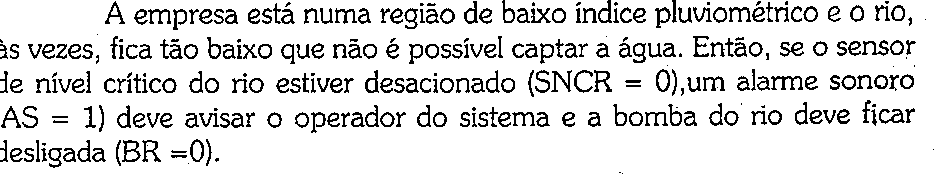 A empresa está numa região de baixo índice pluviométrico e o rio,
às vezes, fica tão baixo que não é possível captar a água. Então, se o sensor
de nível crítico do rio estiver desacionado (SNCR = 0),um alarme sonoro
(AS = 1) deve avisar o operador do sistema e a bomba do rio deve ficar
desligada (BR =0).